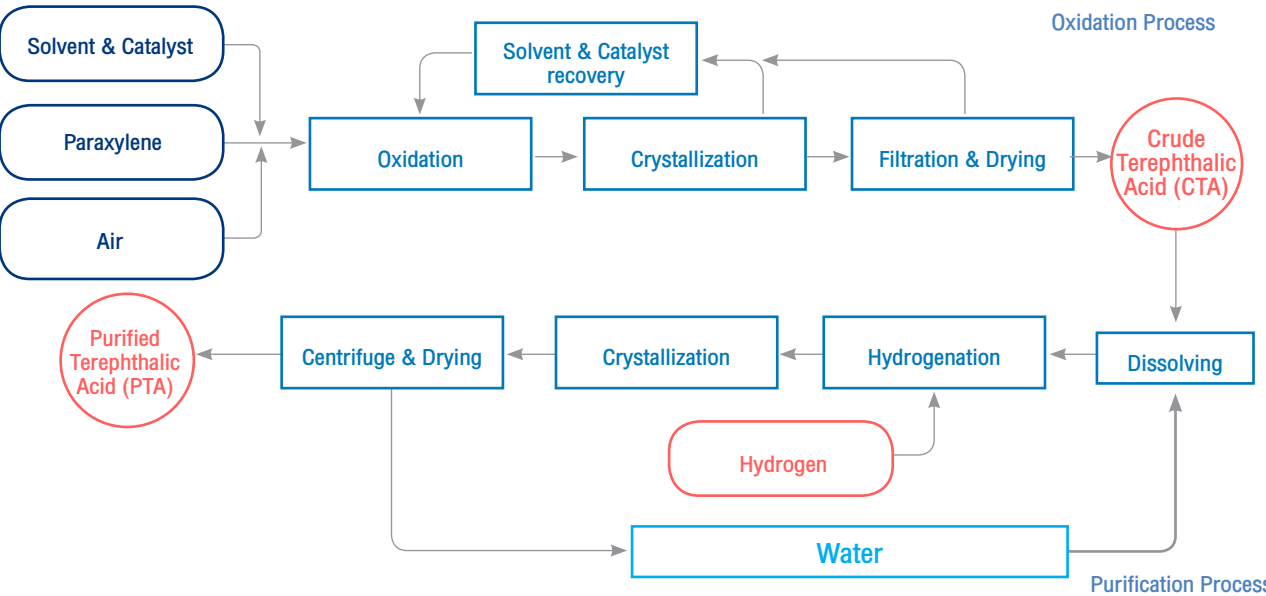 Oxidation Process
Solvent & Catalyst
Paraxylene
Air
Solvent & Catalyst
recovery
Oxidation
Crystallization
Filtration & Drying
Crude
Terephthalic
Acid (CTA)
Purified
Terephthalic
Acid (PTA)
Centrifuge & Drying
Crystallization
Hydrogenation
Dissolving
Hydrogen
Water
Purification Process